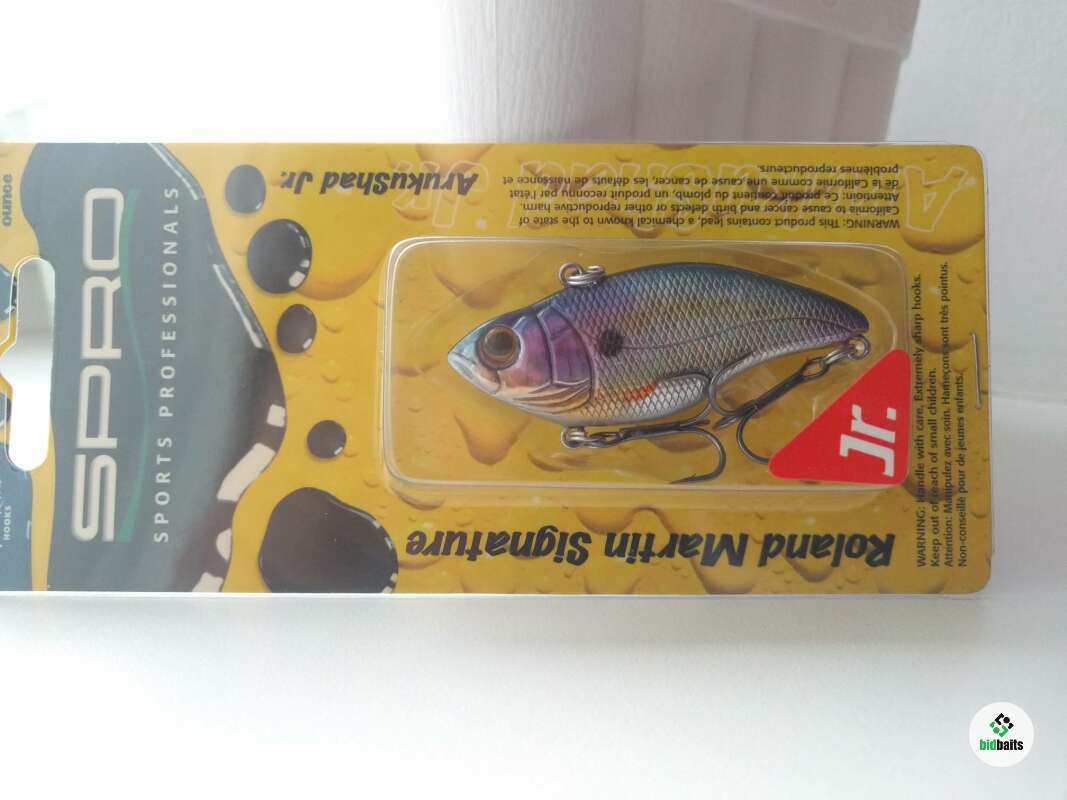 ounce
SPRO
SPORTS PROFESSIONALS
HOOKS
ArukuShad Jr.
WARNING: This product contains lead, a chemical known to the state of
California to cause cancer and birth defects or other reproductive harm.
Attention: Ce produit contient du plomb, un produit reconnu par l'état
de la Californie comme une cause de cancer, les défauts de naissance et
problèmes reproducteurs.
Jr.
Roland Martin Signature
WARNING: Handle with care. Extremely sharp hooks.
Keep out of reach of small children.
Attention: Manipulez avec soin. Hameçons sont très pointus.
Non-conseillé pour de jeunes enfants.
bidbaits